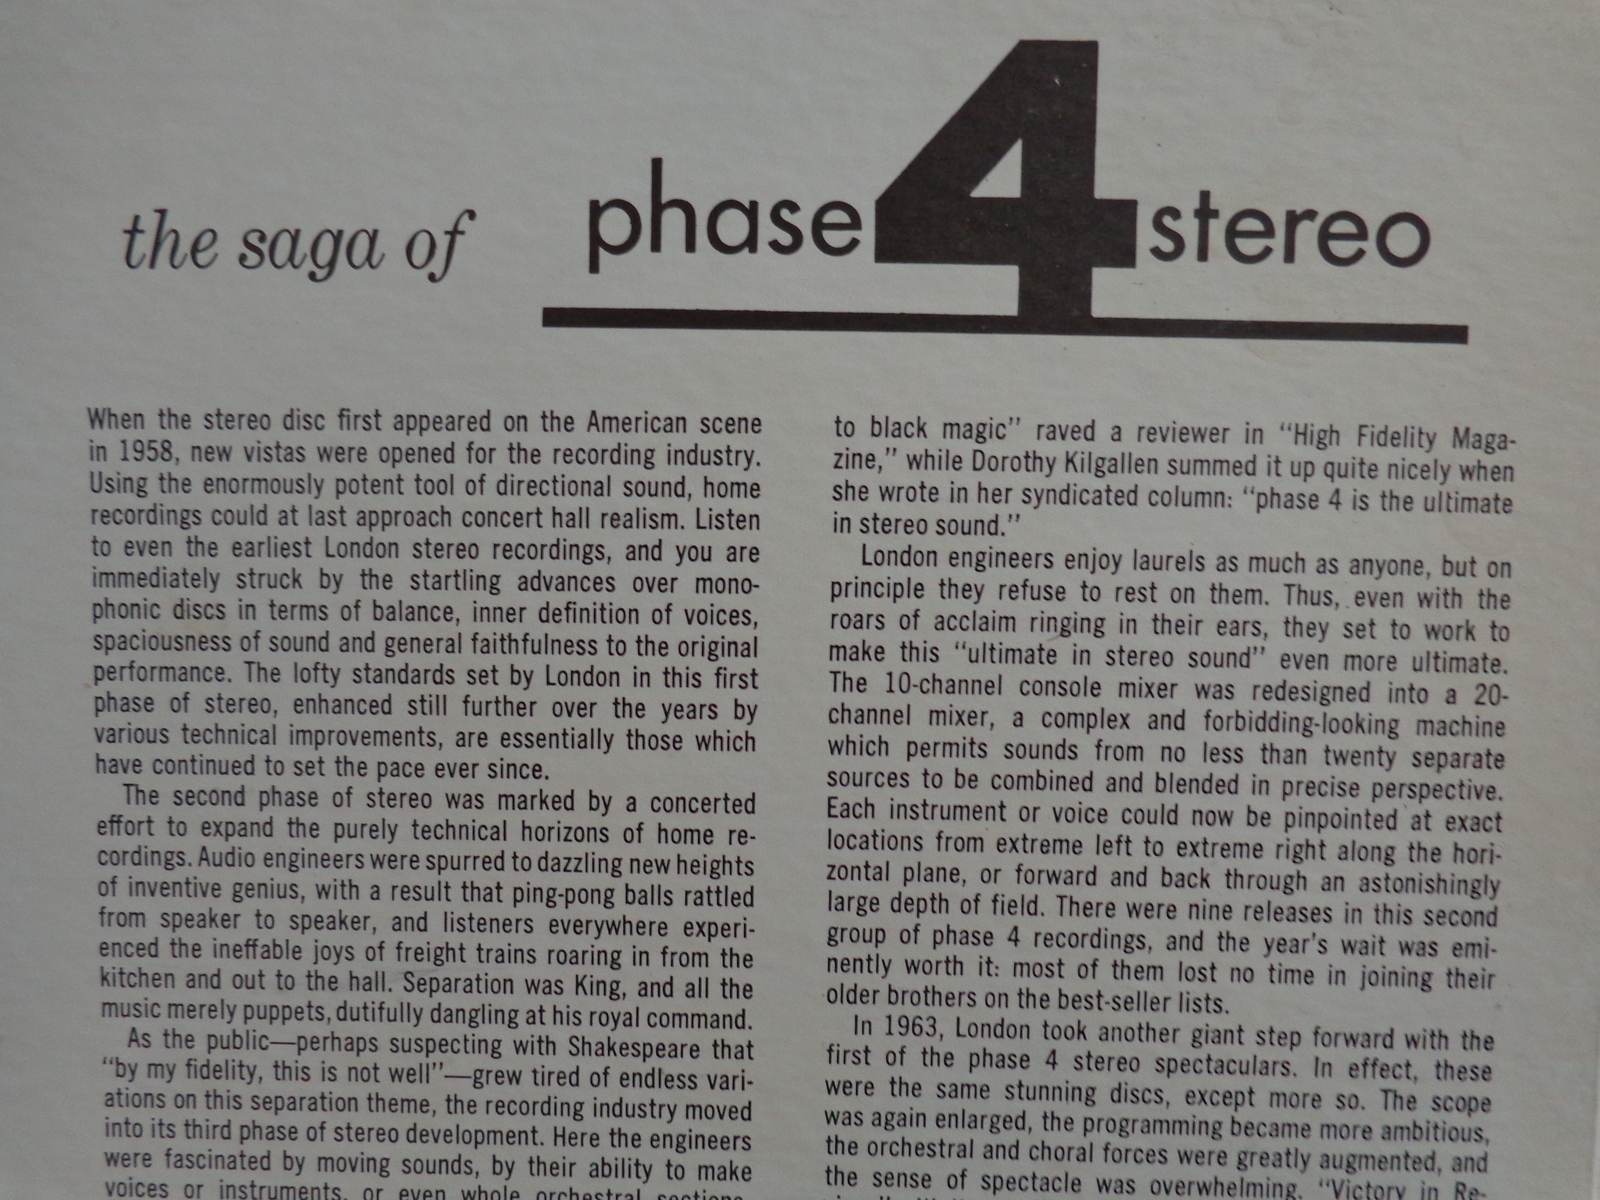 the saga of phase 4 stereo
When the stereo disc first appeared on the American scene
in 1958, new vistas were opened for the recording industry.
Using the enormously potent tool of directional sound, home
recordings could at last approach concert hall realism. Listen
to even the earliest London stereo recordings, and you are
immediately struck by the startling advances over mono-
phonic discs in terms of balance, inner definition of voices,
spaciousness of sound and general faithfulness to the original
performance. The lofty standards set by London in this first
phase of stereo, enhanced still further over the years by
various technical improvements, are essentially those which
have continued to set the pace ever since.
The second phase of stereo was marked by a concerted
effort to expand the purely technical horizons of home re-
cordings. Audio engineers were spurred to dazzling new heights
of inventive genius, with a result that ping-pong balls rattled
from speaker to speaker, and listeners everywhere experi-
enced the ineffable joys of freight trains roaring in from the
kitchen and out to the hall. Separation was King, and all the
music merely puppets, dutifully dangling at his royal command.
As the public—perhaps suspecting with Shakespeare that
“by my fidelity, this is not well”—grew tired of endless vari-
ations on this separation theme, the recording industry moved
into its third phase of stereo development. Here the engineers
were fascinated by moving sounds, by their ability to make
voices or instruments, or even whole orchestral sections,
to black magic” raved a reviewer in “High Fidelity Maga-
zine,” while Dorothy Kilgallen summed it up quite nicely when
she wrote in her syndicated column: “phase 4 is the ultimate
in stereo sound.”
London engineers enjoy laurels as much as anyone, but on
principle they refuse to rest on them. Thus, even with the
roars of acclaim ringing in their ears, they set to work to
make this “ultimate in stereo sound” even more ultimate.
The 10-channel console mixer was redesigned into a 20-
channel mixer, a complex and forbidding-looking machine
which permits sounds from no less than twenty separate
sources to be combined and blended in precise perspective.
Each instrument or voice could now be pinpointed at exact
locations from extreme left to extreme right along the hori-
zontal plane, or forward and back through an astonishingly
large depth of field. There were nine releases in this second
group of phase 4 recordings, and the year's wait was emi-
nently worth it: most of them lost no time in joining their
older brothers on the best-seller lists.
In 1963, London took another giant step forward with the
first of the phase 4 stereo spectaculars. In effect, these
were the same stunning discs, except more so. The scope
was again enlarged, the programming became more ambitious,
the orchestral and choral forces were greatly augmented, and
the sense of spectacle was overwhelming. “Victory in Re-